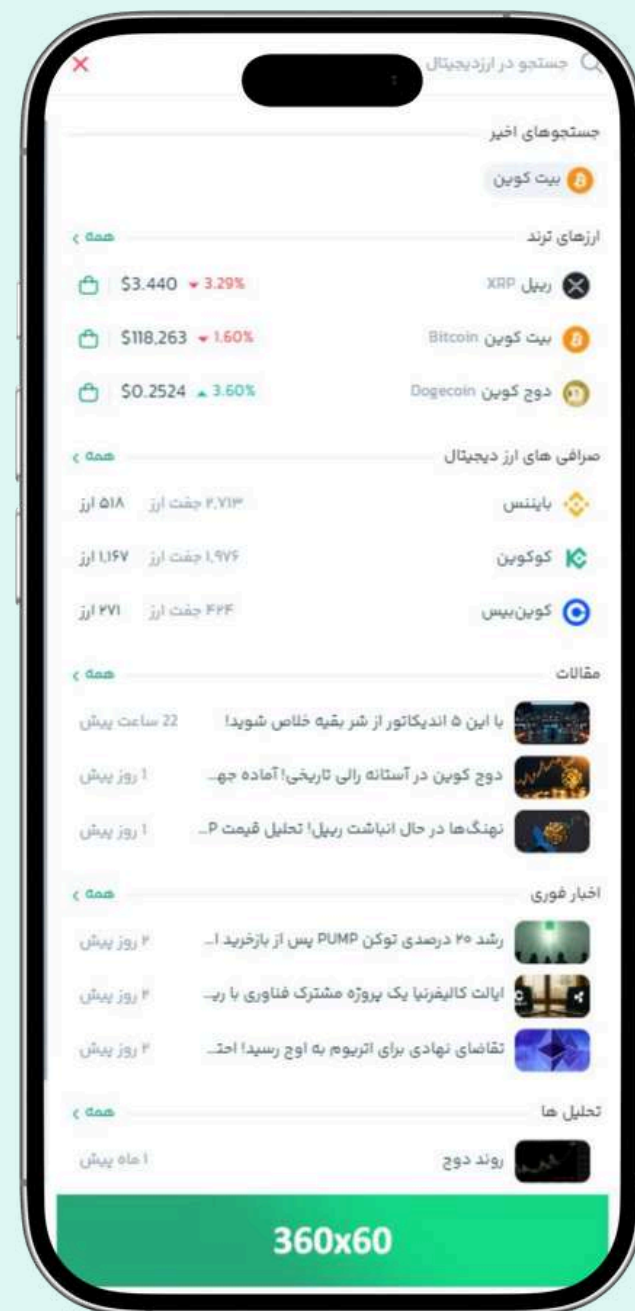 جستجو در ارزدیجیتال
جستجوهای اخیر
بیت کوین
ارزهای ترند همه
ریپل XRP 3.29% $3.440
بیت کوین Bitcoin 1.60% $118,263
دوج کوین Dogecoin 3.60% $0.2524
صرافی های ارز دیجیتال همه
بایننس ۲,۷۱۳ جفت ارز ۵۱۸ ارز
کوکوین ۱,۹۷۶ جفت ارز ۱,۱۶۷ ارز
کوین‌بیس ۴۲۴ جفت ارز ۲۷۱ ارز
مقالات همه
با این ۵ اندیکاتور از شر بقیه خلاص شوید! 22 ساعت پیش
دوج کوین در آستانه رالی تاریخی! آماده جهـ... 1 روز پیش
نهنگ‌ها در حال انباشت ریپل! تحلیل قیمت P... 1 روز پیش
اخبار فوری همه
رشد ۲۰ درصدی توکن PUMP پس از بازخرید ا... ۲ روز پیش
ایالت کالیفرنیا یک پروژه مشترک فناوری با ریـ... ۲ روز پیش
تقاضای نهادی برای اتریوم به اوج رسید! احتـ... ۲ روز پیش
تحلیل ها همه
روند دوج ۱ ماه پیش
360x60